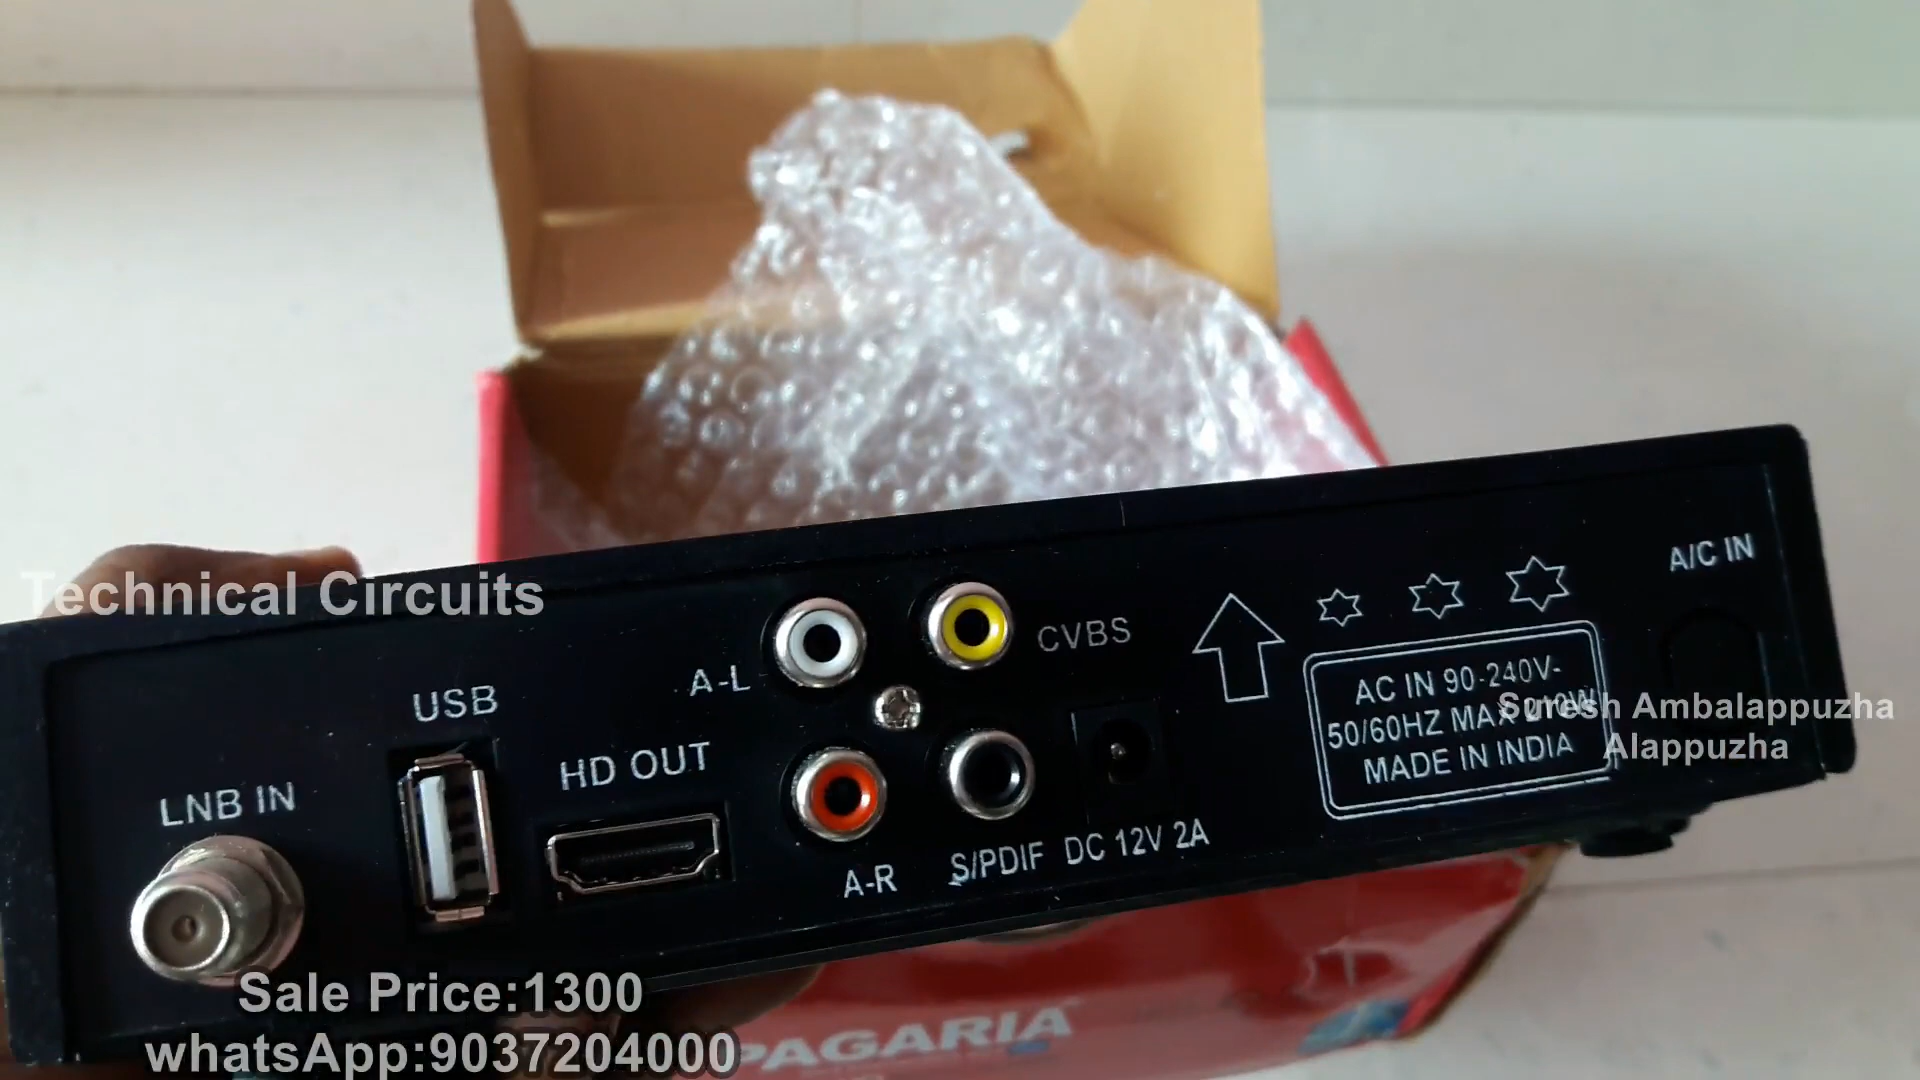 A/C IN
Technical Circuits
CVBS
A-L
USB
AC IN 90-240V-
50/60HZ MAX
MADE IN INDIA
Suresh Ambalappuzha
Alappuzha
HD OUT
LNB IN
DC 12V 2A
S/PDIF
A-R
Sale Price:1300
whatsApp:9037204000
PAGARIA